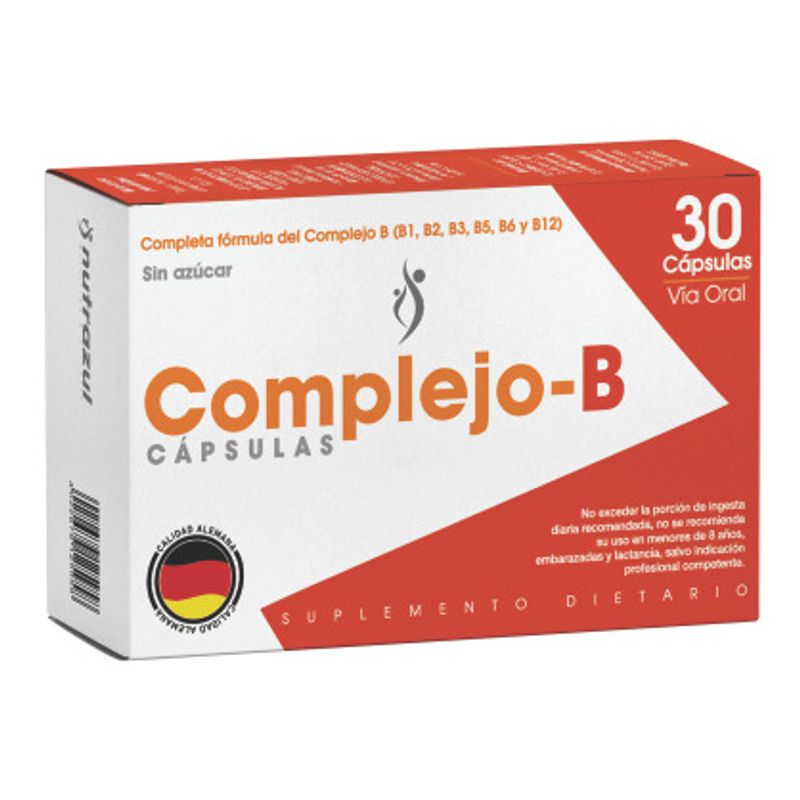 Completa fórmula del Complejo B (B1, B2, B3, B5, B6 y B12)
Sin azúcar
30
Cápsulas
Vía Oral
nutrazul
Complejo-B
CÁPSULAS
No exceder la porción de ingesta
diaria recomendada, no se recomienda
su uso en menores de 8 años,
embarazadas y lactancia, salvo indicación
profesional competente.
CALIDAD ALEMANA
CALIDAD ALEMANA
SUPLEMENTO DIETARIO